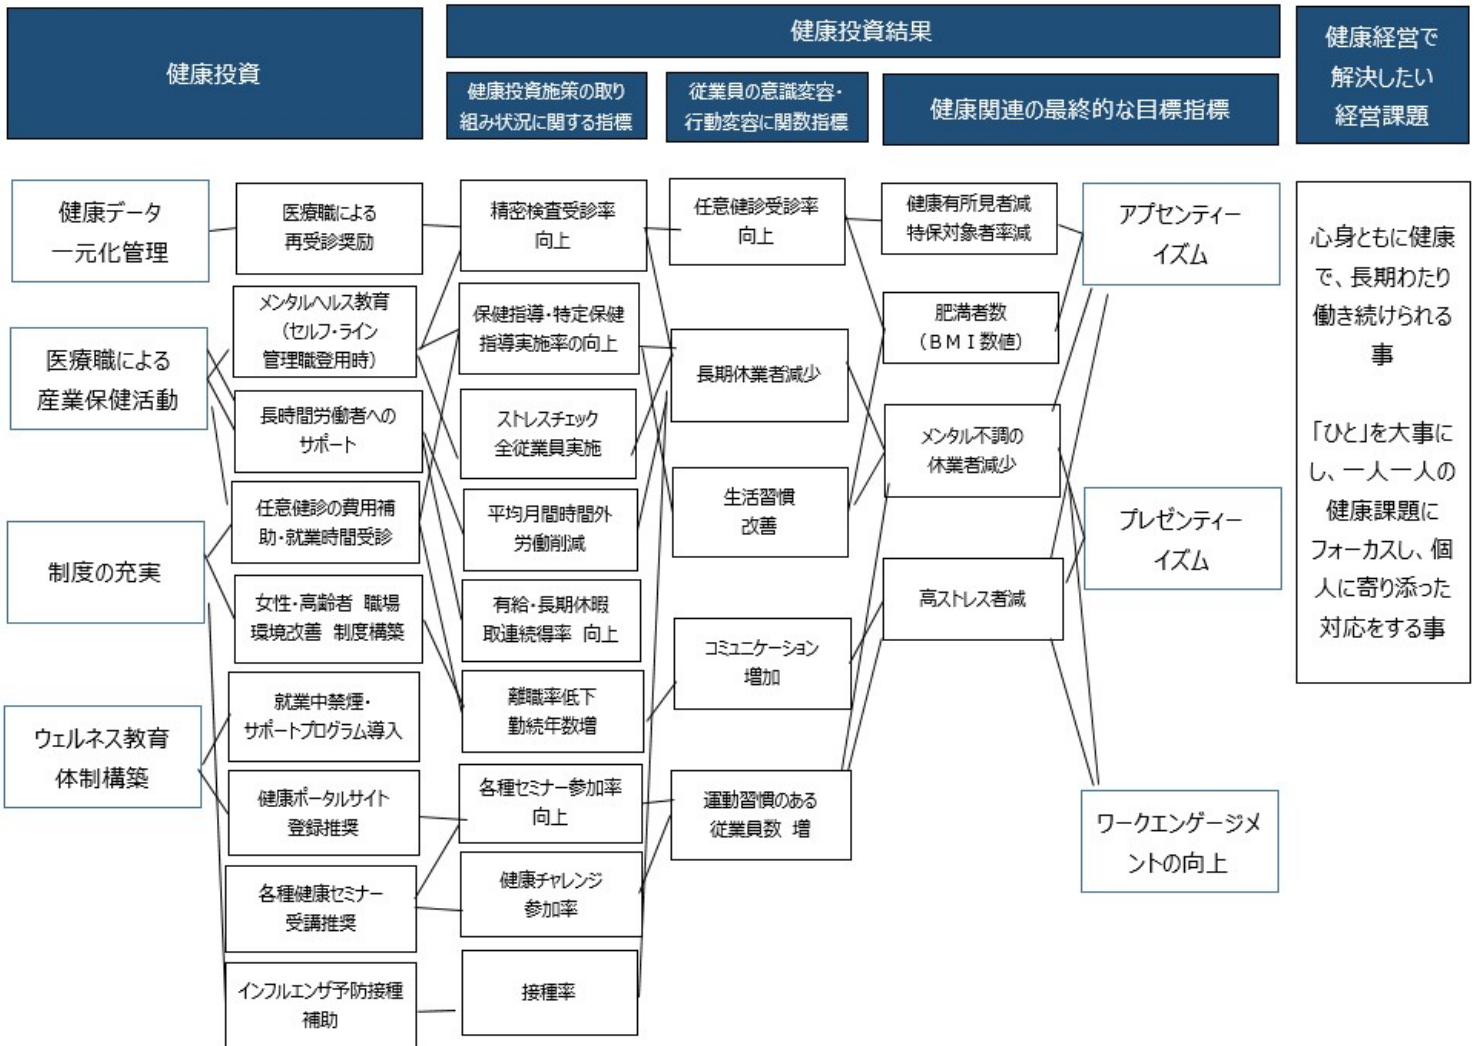 健康投資
健康投資結果
健康経営で
解決したい
経営課題
健康投資施策の取り
組み状況に関する指標
従業員の意識変容・
行動変容に関数指標
健康関連の最終的な目標指標
健康データ
一元化管理
医療職による
産業保健活動
制度の充実
ウェルネス教育
体制構築
医療職による
再受診奨励
メンタルヘルス教育
（セルフ・ライン
管理職登用時）
長時間労働者への
サポート
任意健診の費用補
助・就業時間受診
女性・高齢者 職場
環境改善 制度構築
就業中禁煙・
サポートプログラム導入
健康ポータルサイト
登録推奨
各種健康セミナー
受講推奨
インフルエンザ予防接種
補助
精密検査受診率
向上
保健指導・特定保健
指導実施率の向上
ストレスチェック
全従業員実施
平均月間時間外
労働削減
有給・長期休暇
取連続得率 向上
離職率低下
勤続年数増
各種セミナー参加率
向上
健康チャレンジ
参加率
接種率
任意健診受診率
向上
長期休業者減少
生活習慣
改善
コミュニケーション
増加
運動習慣のある
従業員数 増
健康有所見者減
特保対象者率減
肥満者数
（ＢＭＩ数値）
メンタル不調の
休業者減少
高ストレス者減
アプセンティー
イズム
プレゼンティー
イズム
ワークエンゲージメ
ントの向上
心身ともに健康
で、長期わたり
働き続けられる
事
「ひと」を大事に
し、一人一人の
健康課題に
フォーカスし、個
人に寄り添った
対応をする事